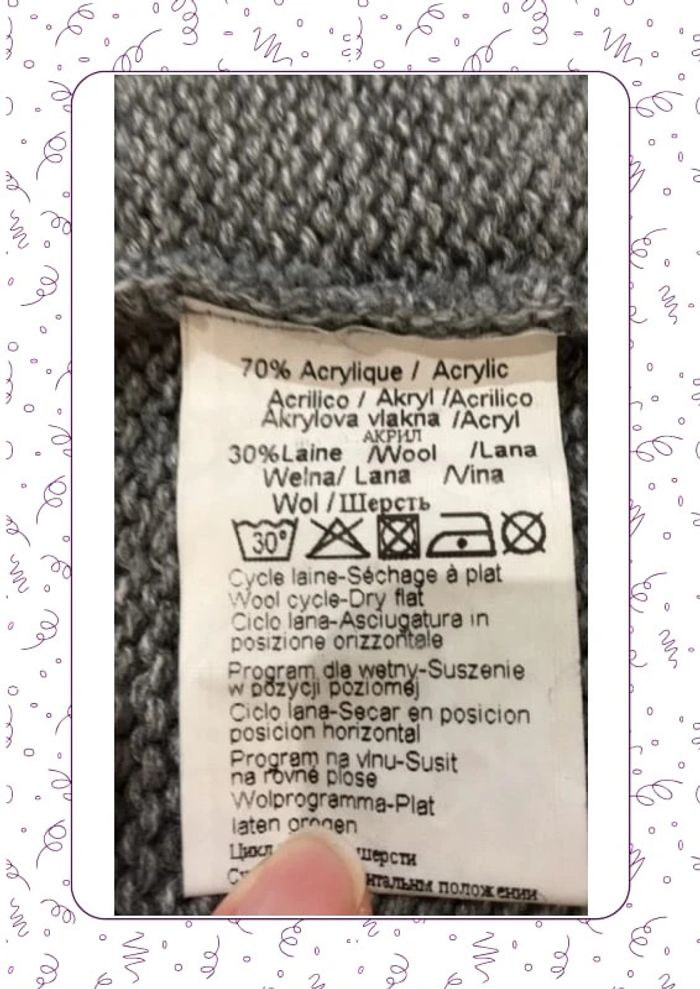 70% Acrylique / Acrylic
Acrilico / Akryl /Acrilico
Akrylova vlakna /Acryl
АКРИЛ
30%Laine /Wool /Lana
Welna/ Lana /Vlna
Wol /Шерсть
30°
Cycle laine-Séchage à plat
Wool cycle-Dry flat
Ciclo lana-Asciugatura in
posizione orizzontale
Program dla wetny-Suszenie
w pozycji poziomej
Ciclo lana-Secar en posicion
posicion horizontal
Program na vlnu-Susit
na rovné plose
Wolprogramma-Plat
laten drogen
Цикл шерсти
положении